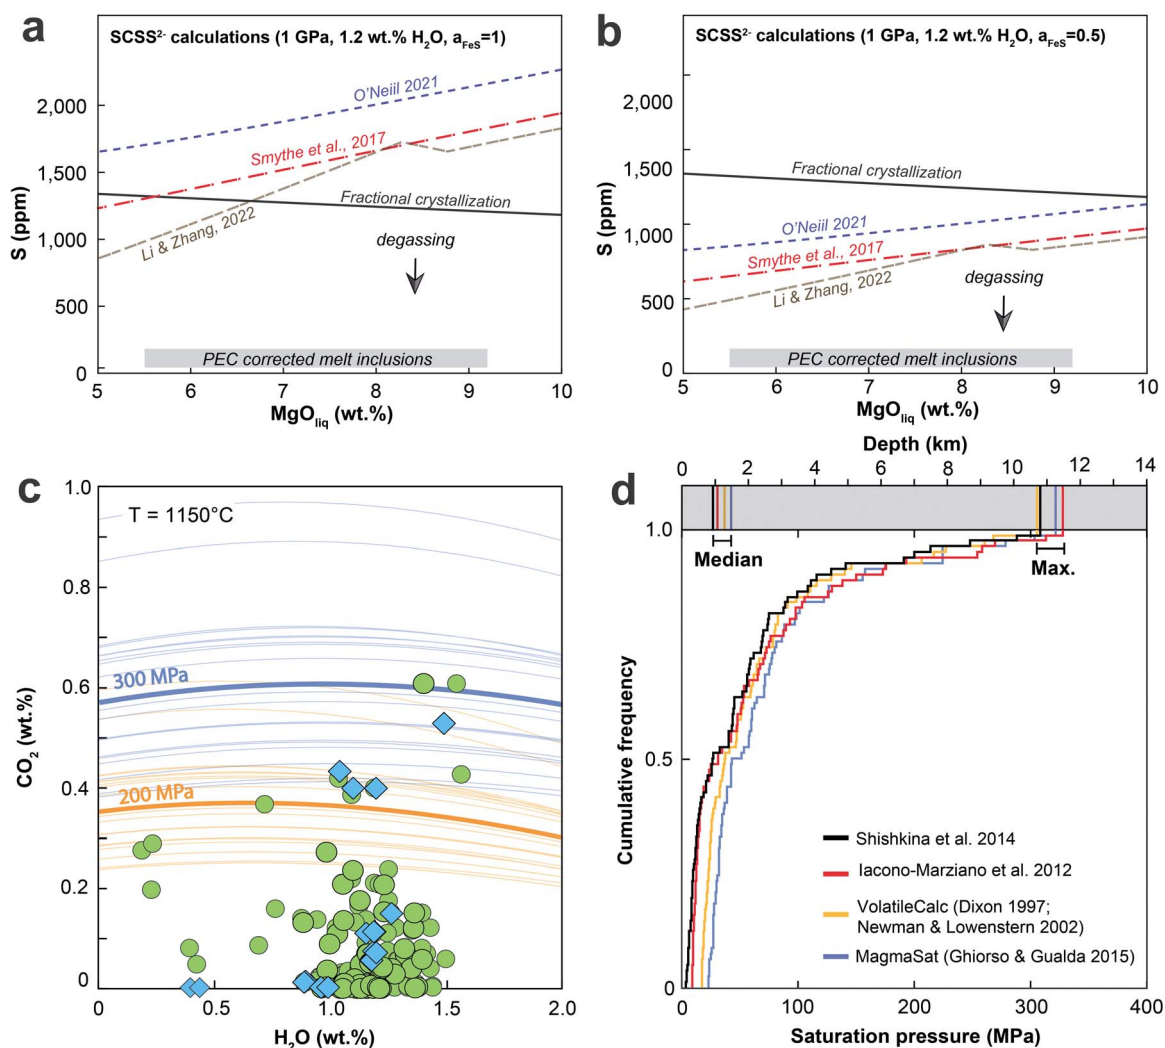 a
SCSS2- calculations (1 GPa, 1.2 wt.% H2O, aFeS=1)
O'Neiil 2021
Smythe et al., 2017
Fractional crystallization
Li & Zhang, 2022
degassing
PEC corrected melt inclusions
2,000
1,500
1,000
500
0
S (ppm)
5 6 7 8 9 10
MgOliq (wt.%)
b
SCSS2- calculations (1 GPa, 1.2 wt.% H2O, aFeS=0.5)
Fractional crystallization
O'Neiil 2021
Smythe et al., 2017
Li & Zhang, 2022
degassing
PEC corrected melt inclusions
2,000
1,500
1,000
500
0
S (ppm)
5 6 7 8 9 10
MgOliq (wt.%)
c
T = 1150°C
300 MPa
200 MPa
1.0
0.8
0.6
0.4
0.2
0
CO2 (wt.%)
0 0.5 1.0 1.5 2.0
H2O (wt.%)
Depth (km)
0 2 4 6 8 10 12 14
d
Median
Max.
1.0
0.5
0
Cumulative frequency
Shishkina et al. 2014
Iacono-Marziano et al. 2012
VolatileCalc (Dixon 1997;
Newman & Lowenstern 2002)
MagmaSat (Ghiorso & Gualda 2015)
0 100 200 300 400
Saturation pressure (MPa)